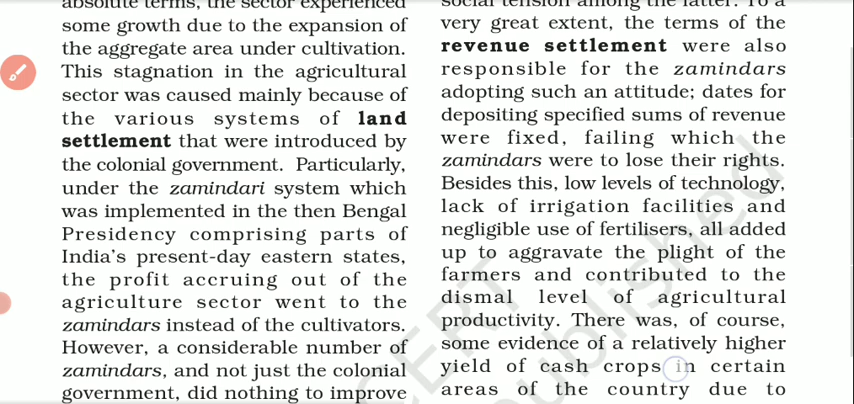 absolute terms, the sector experienced
some growth due to the expansion of
the aggregate area under cultivation.
This stagnation in the agricultural
sector was caused mainly because of
the various systems of land
settlement that were introduced by
the colonial government. Particularly,
under the zamindari system which
was implemented in the then Bengal
Presidency comprising parts of
India's present-day eastern states,
the profit accruing out of the
agriculture sector went to the
zamindars instead of the cultivators.
However, a considerable number of
zamindars, and not just the colonial
government, did nothing to improve
social tension among the latter. To a
very great extent, the terms of the
revenue settlement were also
responsible for the zamindars
adopting such an attitude; dates for
depositing specified sums of revenue
were fixed, failing which the
zamindars were to lose their rights.
Besides this, low levels of technology,
lack of irrigation facilities and
negligible use of fertilisers, all added
up to aggravate the plight of the
farmers and contributed to the
dismal level of agricultural
productivity. There was, of course,
some evidence of a relatively higher
yield of cash crops in certain
areas of the country due to